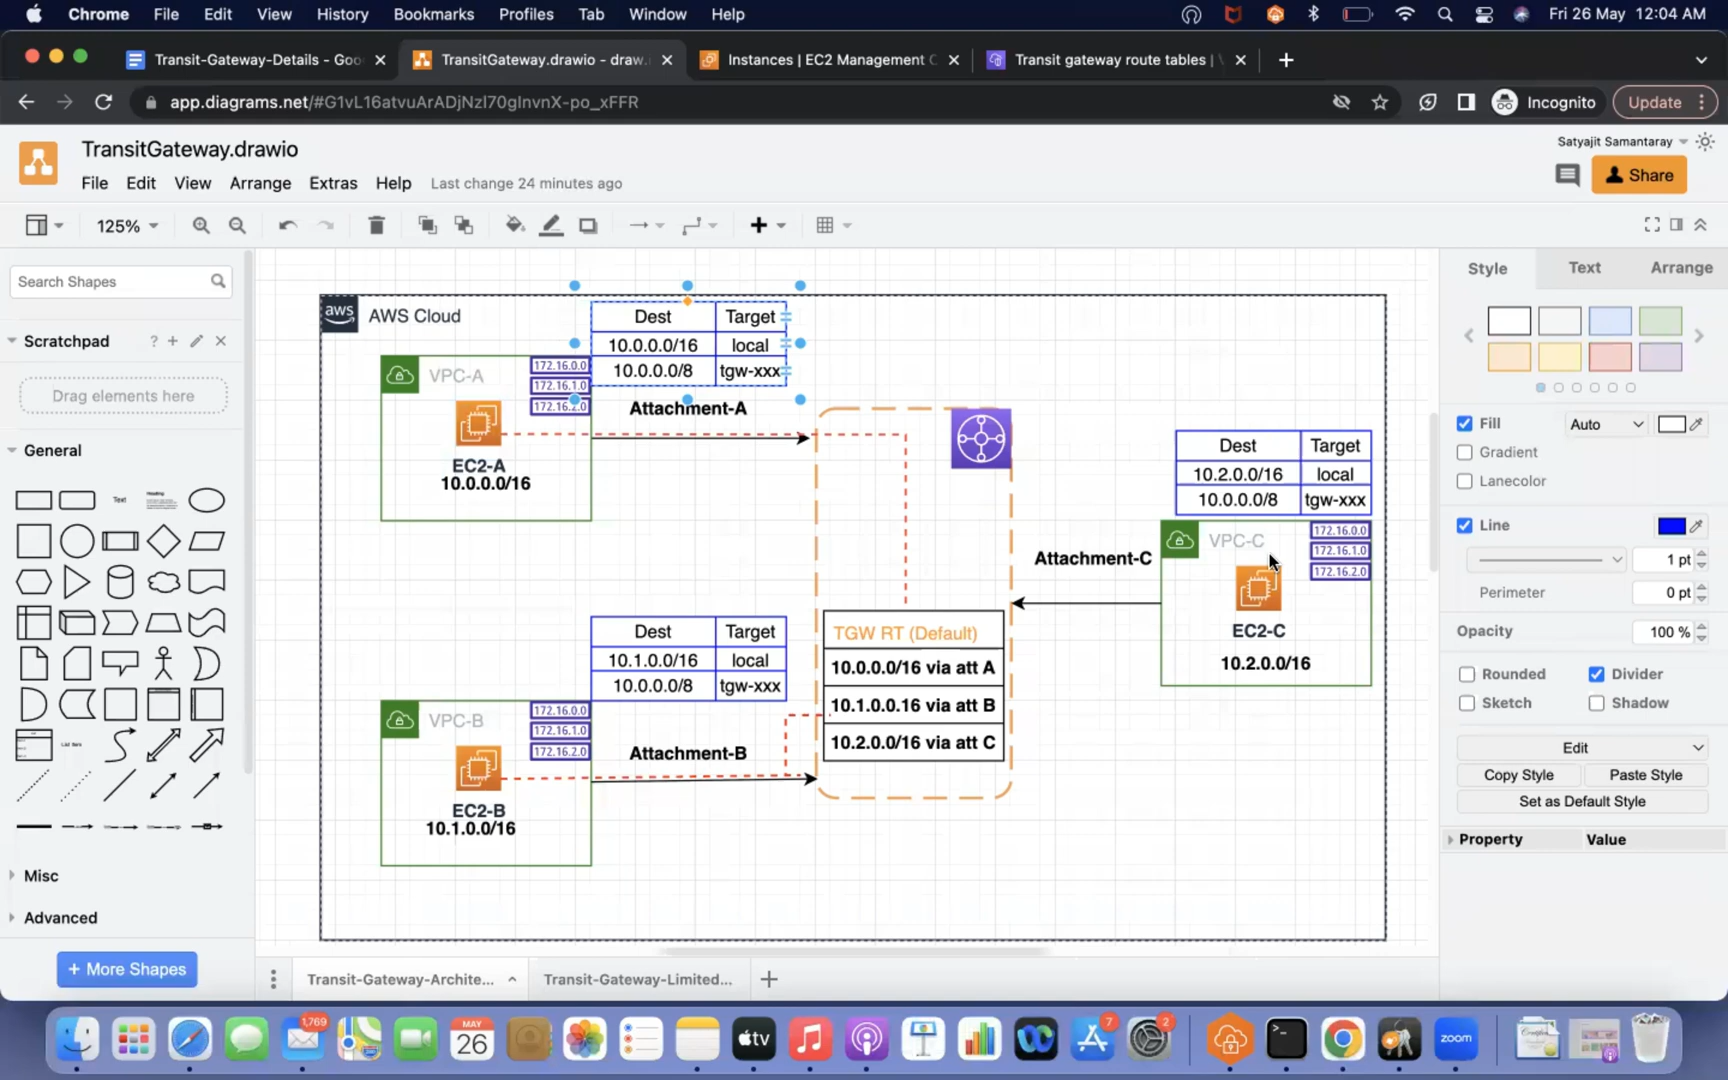 Chrome File Edit View History Bookmarks Profiles Tab Window Help Fri 26 May 12:04 AM
Transit-Gateway-Details - Goo
TransitGateway.drawio - draw.
Instances | EC2 Management C
Transit gateway route tables |
app.diagrams.net/#G1vL16atvuArADjNzI70gInvnX-po_xFFR
Incognito
Update
TransitGateway.drawio
Satyajit Samantaray
File Edit View Arrange Extras Help Last change 24 minutes ago
Share
125%
Search Shapes
Scratchpad
?
Drag elements here
General
Text
Heading
List Item
Misc
Advanced
+ More Shapes
aws
AWS Cloud
Dest Target
10.0.0.0/16 local
10.0.0.0/8 tgw-xxx
VPC-A
172.16.0.0
172.16.1.0
172.16.2.0
Attachment-A
EC2-A
10.0.0.0/16
Dest Target
10.2.0.0/16 local
10.0.0.0/8 tgw-xxx
VPC-C
172.16.0.0
172.16.1.0
172.16.2.0
Attachment-C
EC2-C
10.2.0.0/16
Dest Target
10.1.0.0/16 local
10.0.0.0/8 tgw-xxx
TGW RT (Default)
10.0.0.0/16 via att A
10.1.0.0.16 via att B
10.2.0.0/16 via att C
VPC-B
172.16.0.0
172.16.1.0
172.16.2.0
Attachment-B
EC2-B
10.1.0.0/16
Style Text Arrange
Fill Auto
Gradient
Lanecolor
Line
1 pt
Perimeter 0 pt
Opacity 100 %
Rounded Divider
Sketch Shadow
Edit
Copy Style Paste Style
Set as Default Style
Property Value
Transit-Gateway-Archite... Transit-Gateway-Limited...
1,769
MAY
26
tv
7
2
zoom